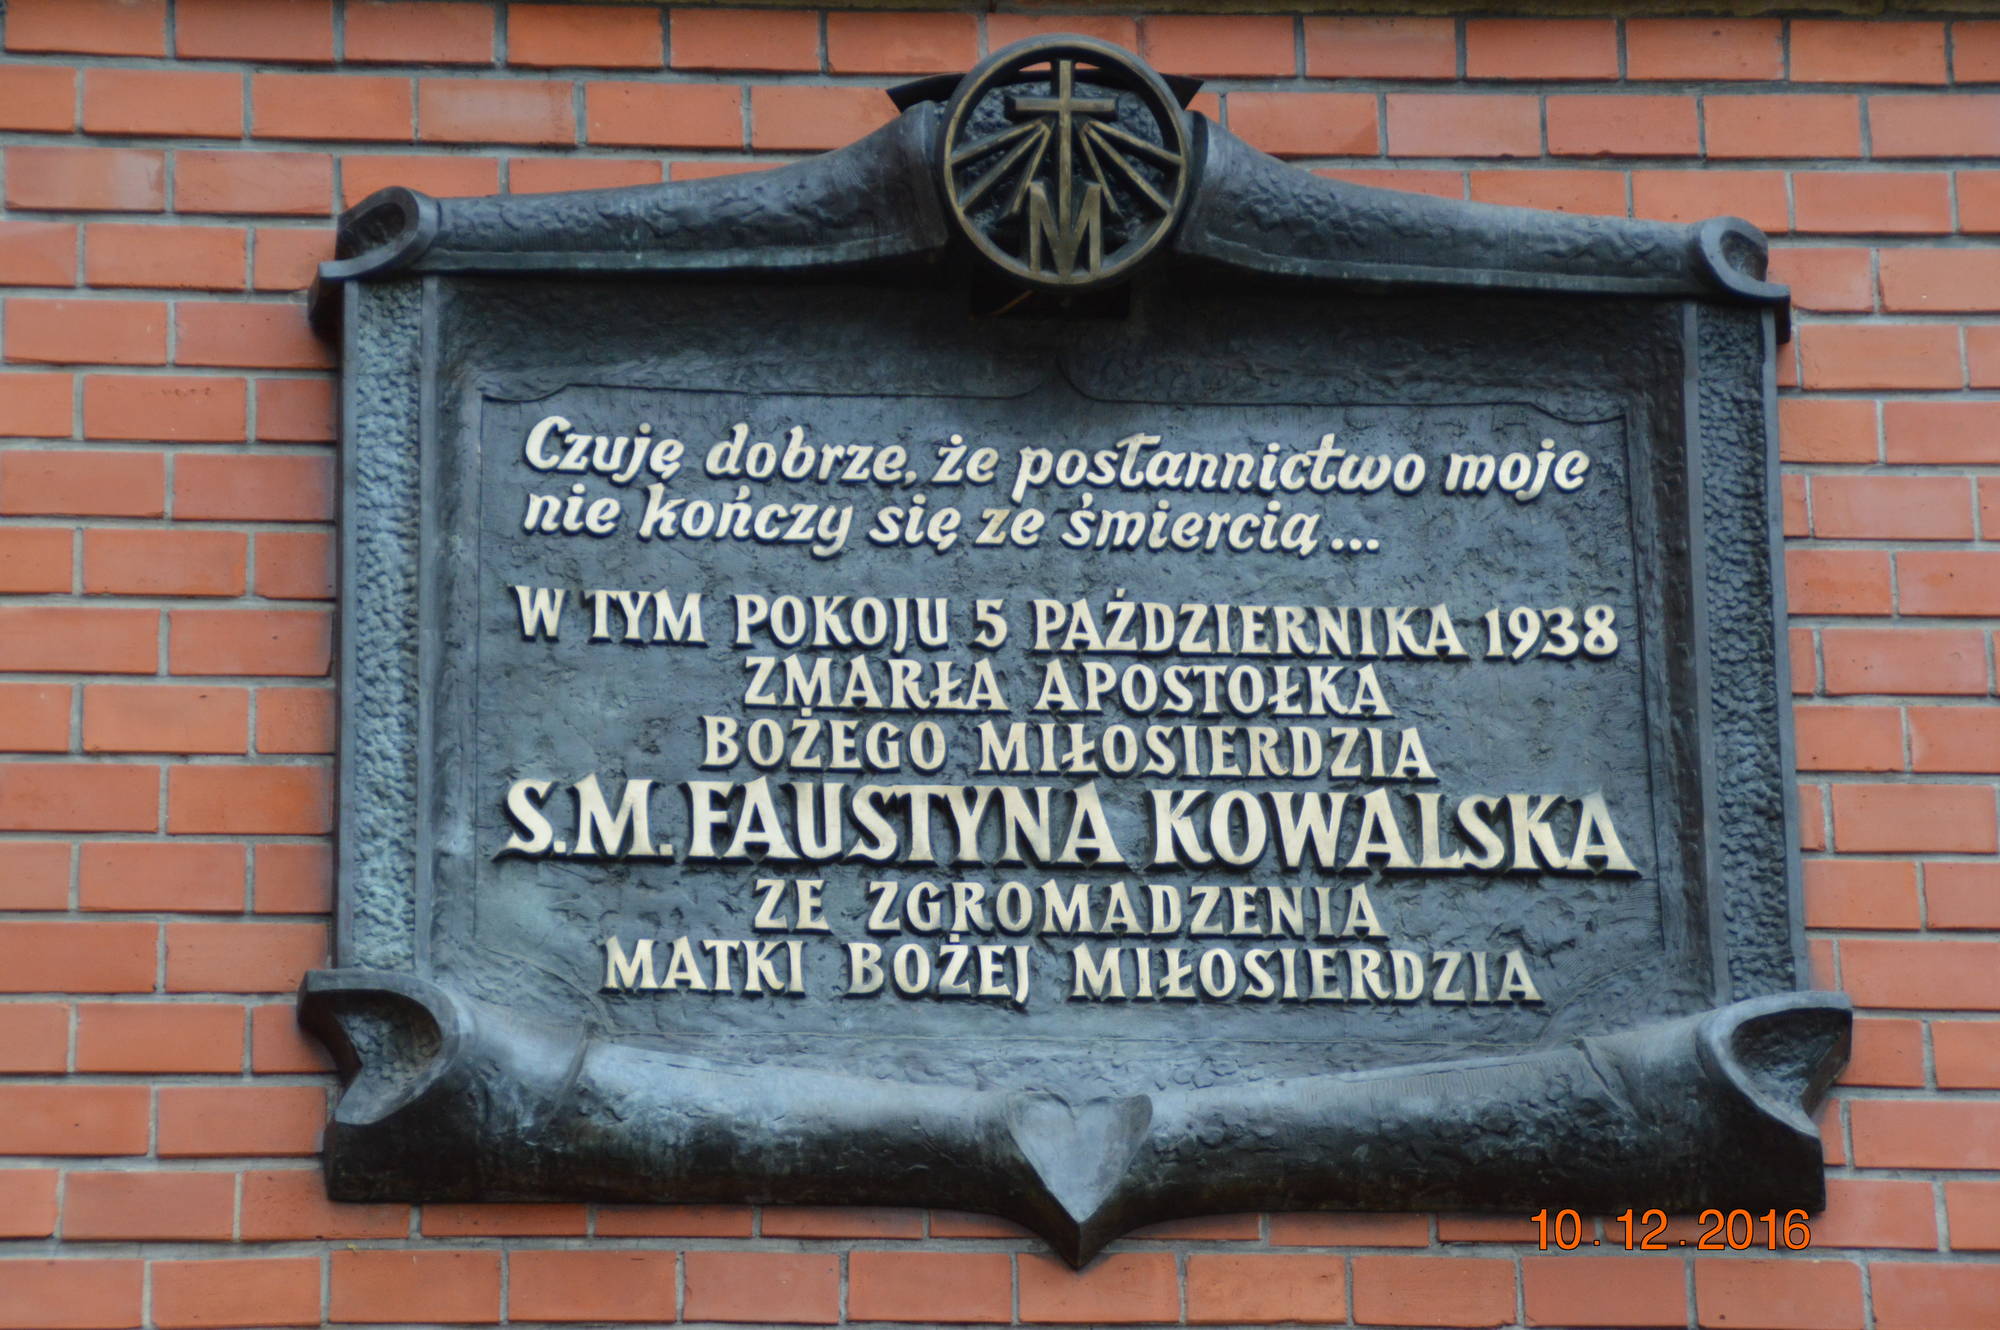 M
Czuję dobrze, że posłannictwo moje
nie kończy się ze śmiercią...
W TYM POKOJU 5 PAŹDZIERNIKA 1938
ZMARŁA APOSTOŁKA
BOŻEGO MIŁOSIERDZIA
S.M. FAUSTYNA KOWALSKA
ZE ZGROMADZENIA
MATKI BOŻEJ MIŁOSIERDZIA
10.12.2016